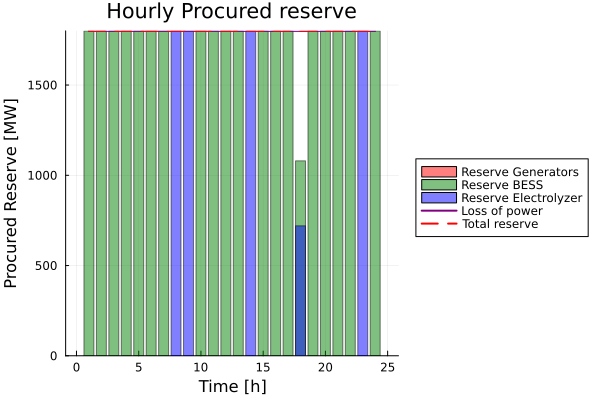 Hourly Procured reserve
Procured Reserve [MW]
1500
1000
500
0
0 5 10 15 20 25
Time [h]
Reserve Generators
Reserve BESS
Reserve Electrolyzer
Loss of power
Total reserve